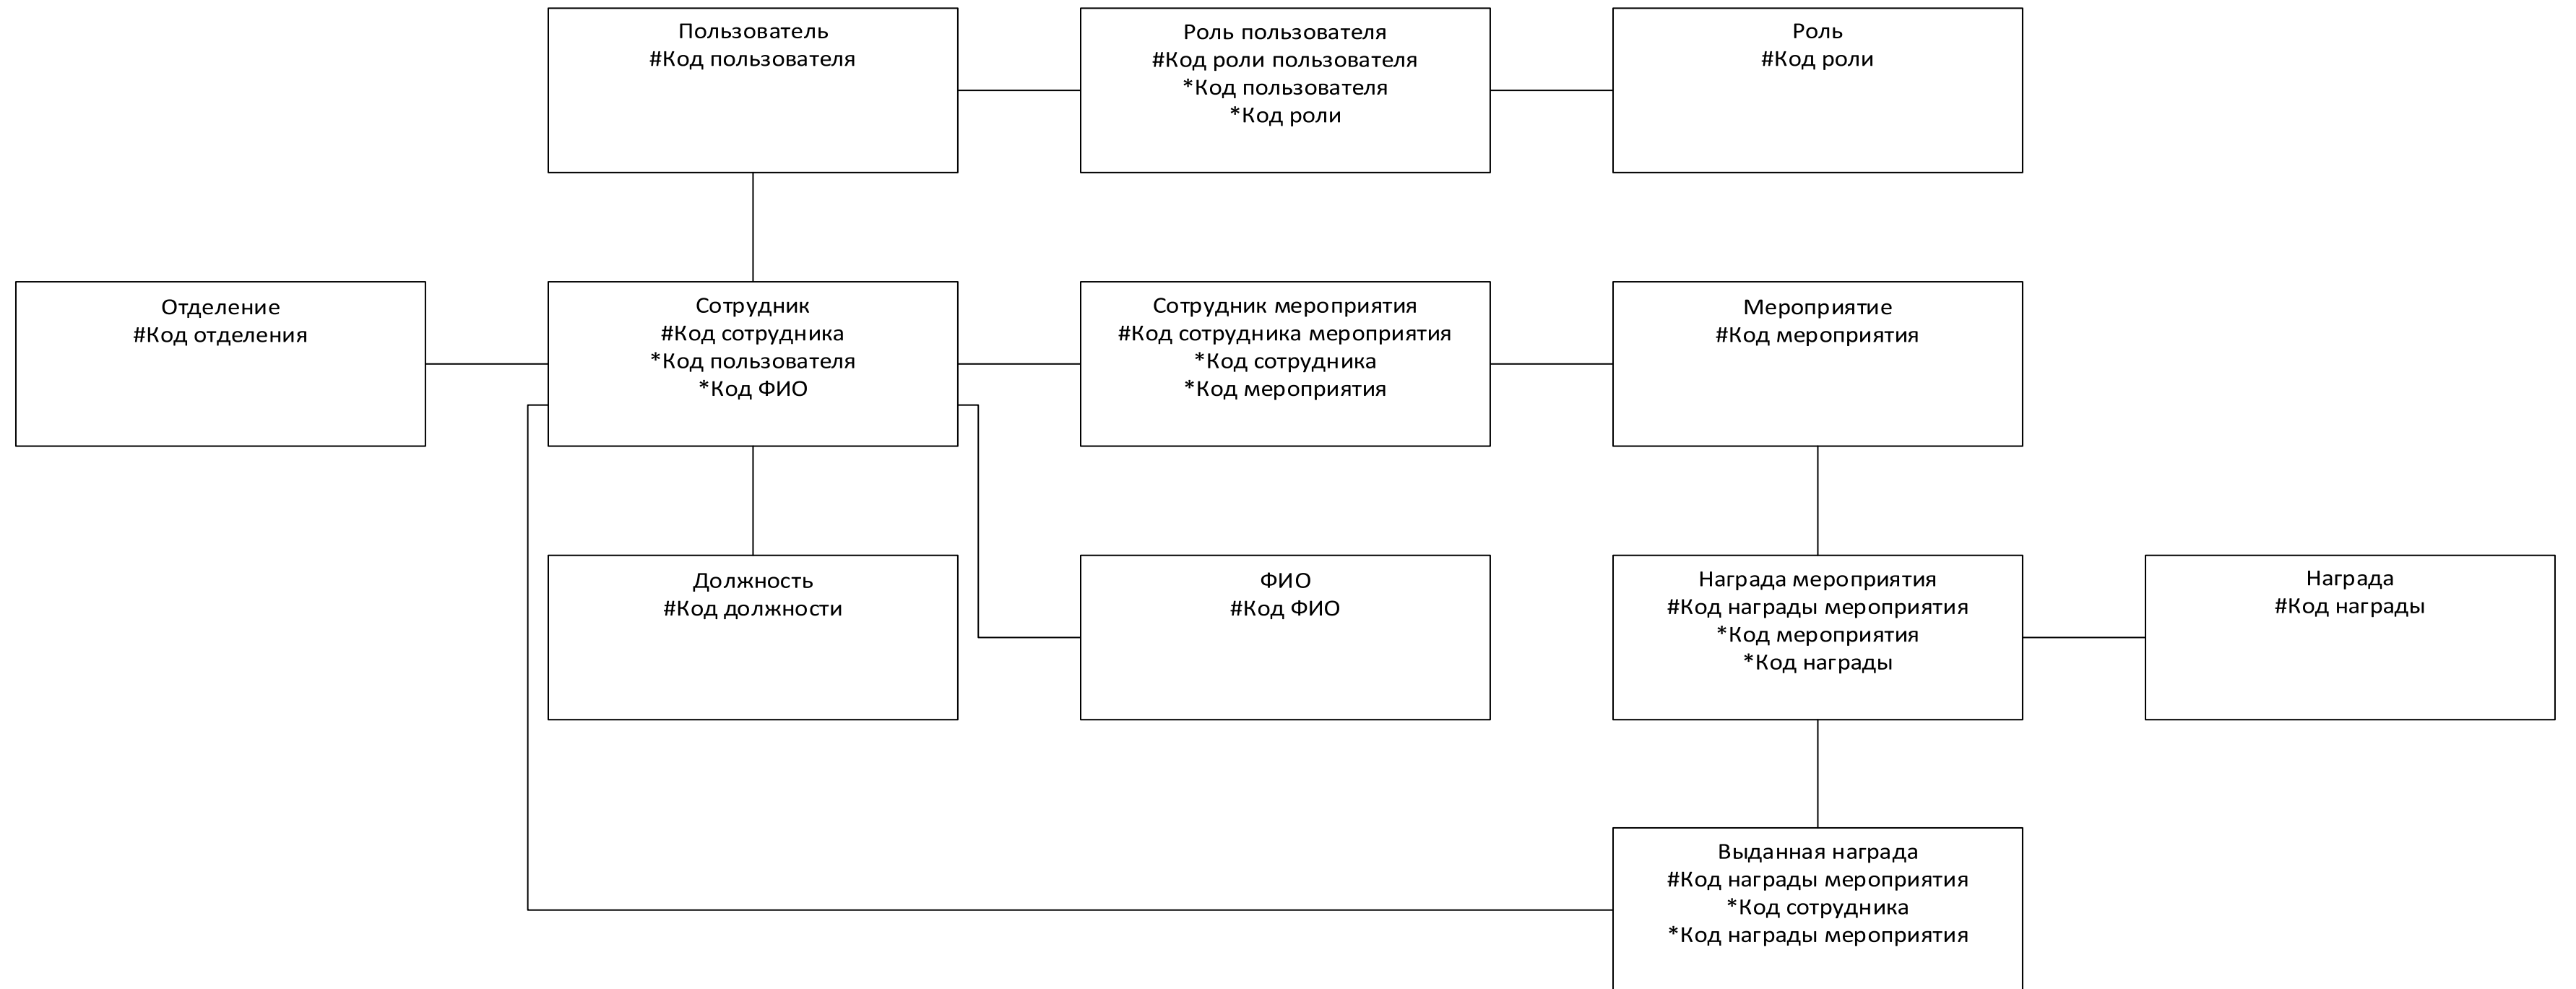 Пользователь
#Код пользователя
Роль пользователя
#Код роли пользователя
*Код пользователя
*Код роли
Роль
#Код роли
Отделение
#Код отделения
Сотрудник
#Код сотрудника
*Код пользователя
*Код ФИО
Сотрудник мероприятия
#Код сотрудника мероприятия
*Код сотрудника
*Код мероприятия
Мероприятие
#Код мероприятия
Должность
#Код должности
ФИО
#Код ФИО
Награда мероприятия
#Код награды мероприятия
*Код мероприятия
*Код награды
Награда
#Код награды
Выданная награда
#Код награды мероприятия
*Код сотрудника
*Код награды мероприятия